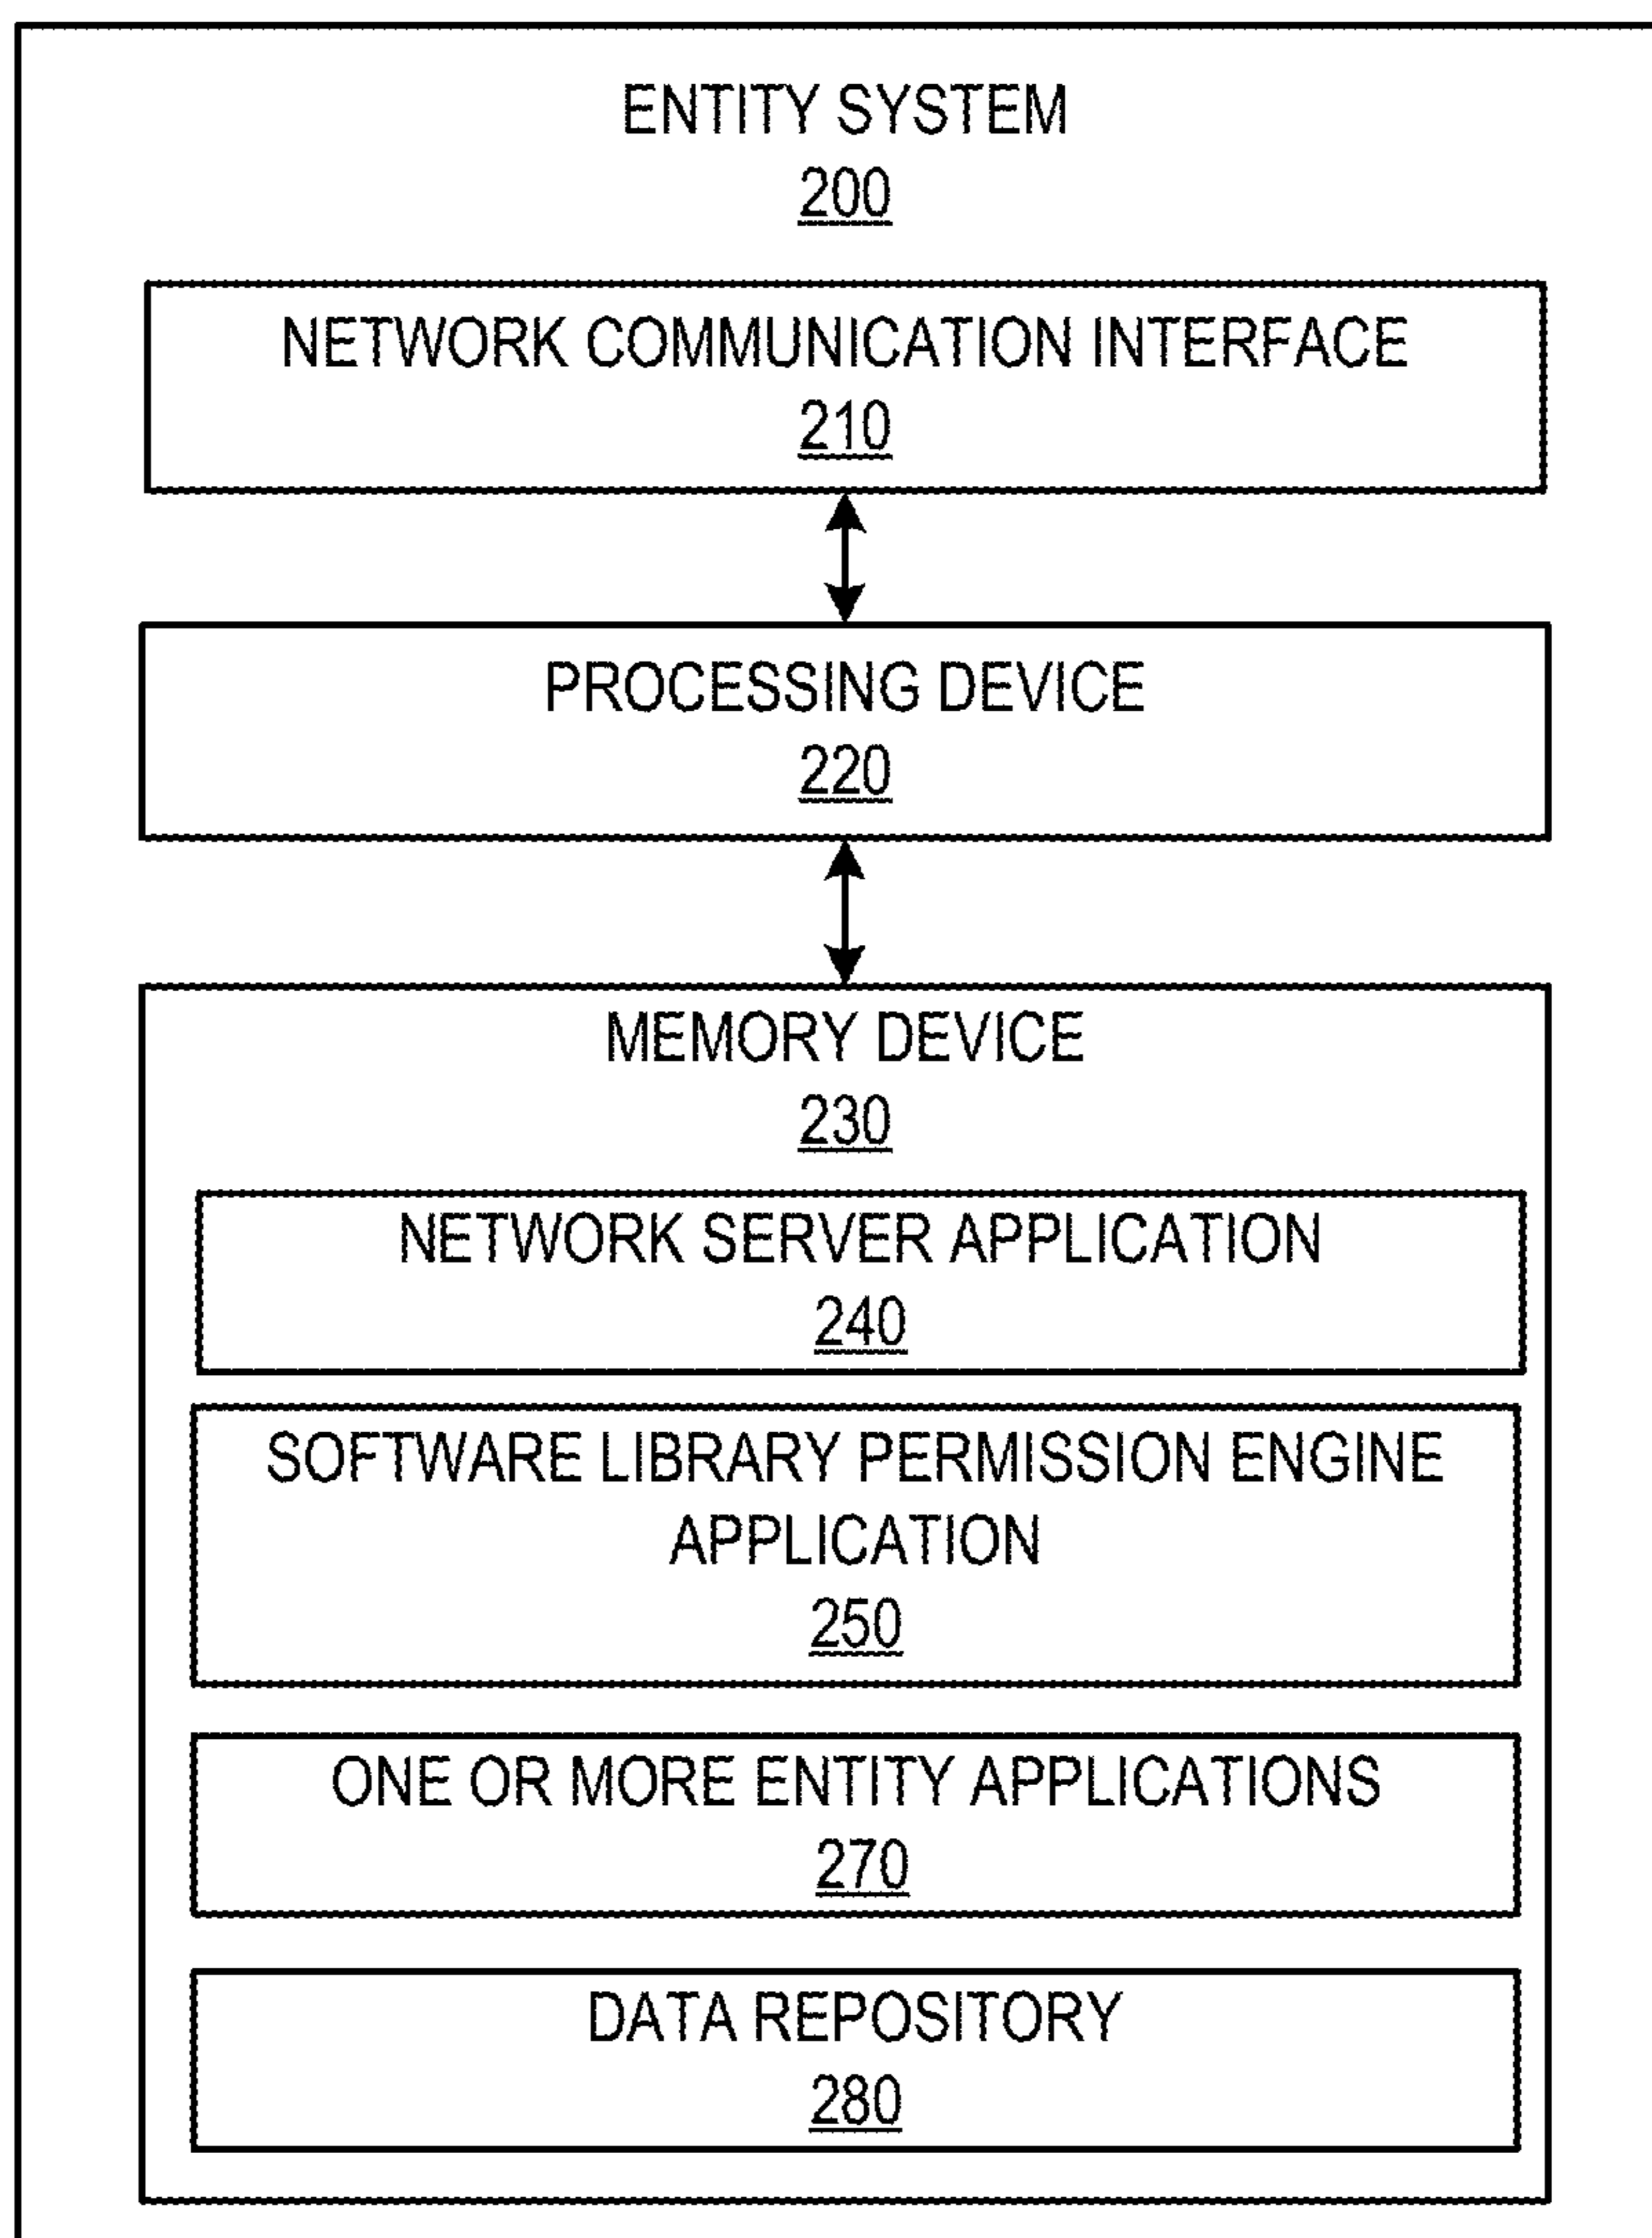 ENTITY SYSTEM
200
NETWORK COMMUNICATION INTERFACE
210
PROCESSING DEVICE
220
MEMORY DEVICE
230
NETWORK SERVER APPLICATION
240
SOFTWARE LIBRARY PERMISSION ENGINE
APPLICATION
250
ONE OR MORE ENTITY APPLICATIONS
270
DATA REPOSITORY
280